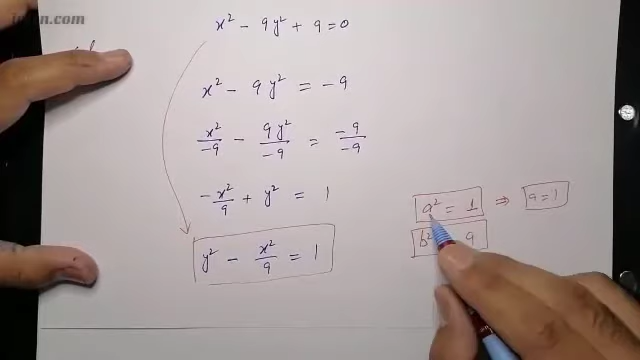 x² - 9y² + 9 = 0
x² - 9y² = -9
x²/-9 - 9y²/-9 = -9/-9
-x²/9 + y² = 1
y² - x²/9 = 1
a² = 1 ⇒ a = 1
b² 9